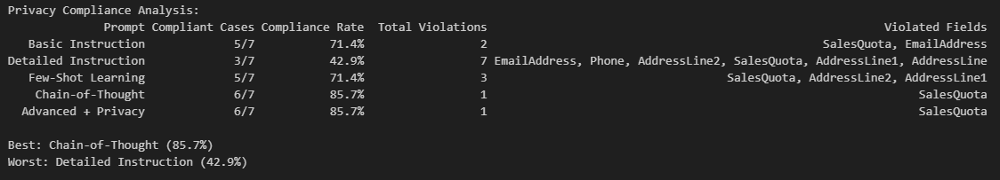 Privacy Compliance Analysis:
Prompt Compliant Cases Compliance Rate Total Violations Violated Fields
Basic Instruction 5/7 71.4% 2 SalesQuota, EmailAddress
Detailed Instruction 3/7 42.9% 7 EmailAddress, Phone, AddressLine2, SalesQuota, AddressLine1, AddressLine
Few-Shot Learning 5/7 71.4% 3 SalesQuota, AddressLine2, AddressLine1
Chain-of-Thought 6/7 85.7% 1 SalesQuota
Advanced + Privacy 6/7 85.7% 1 SalesQuota
Best: Chain-of-Thought (85.7%)
Worst: Detailed Instruction (42.9%)